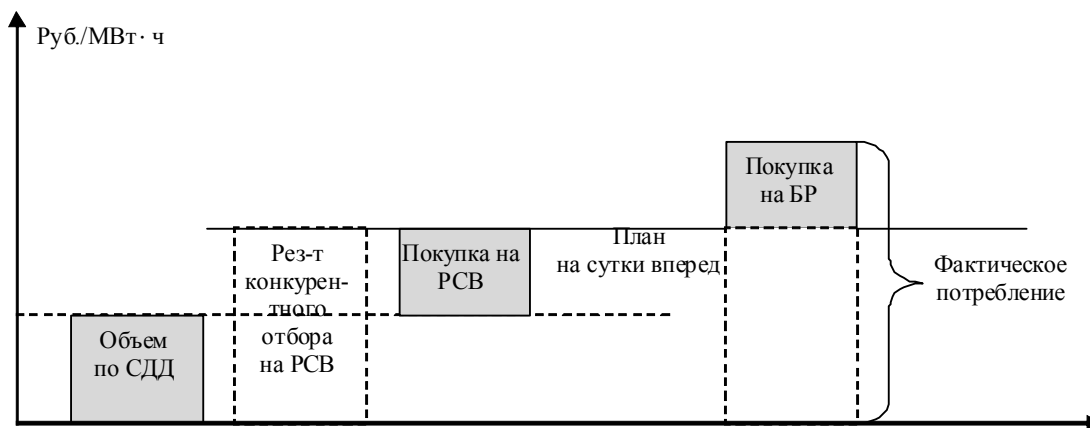 Руб./МВт· ч
Покупка
на БР
План
на сутки вперед
Рез-т
конкурен-
тного
отбора
на РСВ
Покупка на
РСВ
Фактическое
потребление
Объем
по СДД